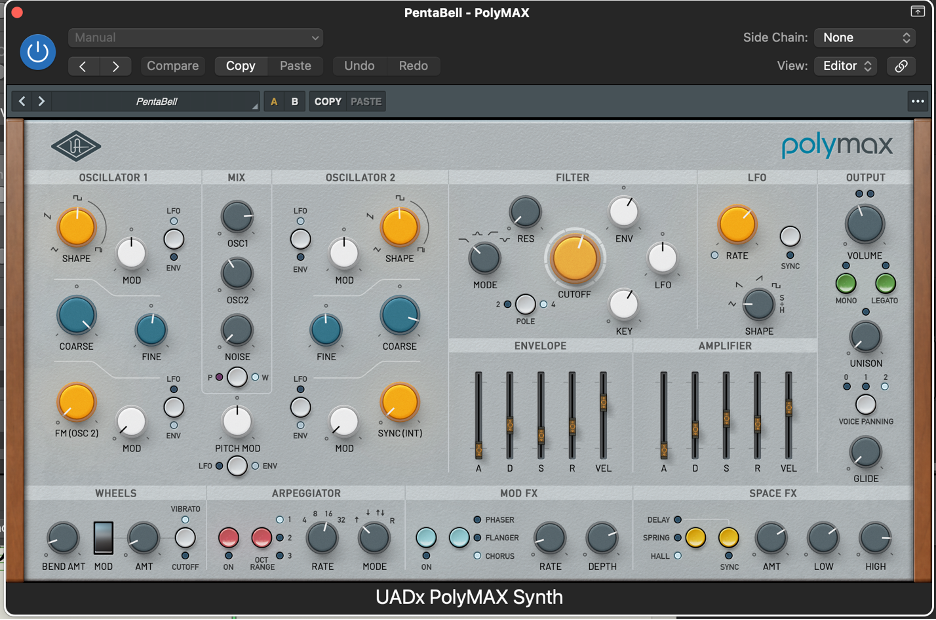 PentaBell - PolyMAX
Manual
Side Chain: None
Compare Copy Paste Undo Redo
View: Editor
PentaBell A B COPY PASTE
UA
polymax
OSCILLATOR 1 MIX OSCILLATOR 2 FILTER LFO OUTPUT
SHAPE
MOD
LFO
ENV
COARSE
FINE
FM (OSC 2)
MOD
LFO
ENV
OSC1
OSC2
NOISE
P W
PITCH MOD
LFO ENV
LFO
ENV
MOD
SHAPE
FINE
COARSE
LFO
ENV
MOD
SYNC (INT)
RES
ENV
MODE
CUTOFF
LFO
2 4
POLE
KEY
RATE
SYNC
S+H
SHAPE
VOLUME
MONO LEGATO
UNISON
0 1 2
VOICE PANNING
GLIDE
ENVELOPE AMPLIFIER
A D S R VEL
A D S R VEL
WHEELS ARPEGGIATOR MOD FX SPACE FX
VIBRATO
BEND AMT MOD AMT CUTOFF
1
2
3
ON
OCT
RANGE
4 8 16 32
RATE
R
MODE
PHASER
FLANGER
CHORUS
ON
RATE DEPTH
DELAY
SPRING
HALL
SYNC
AMT LOW HIGH
UADx PolyMAX Synth